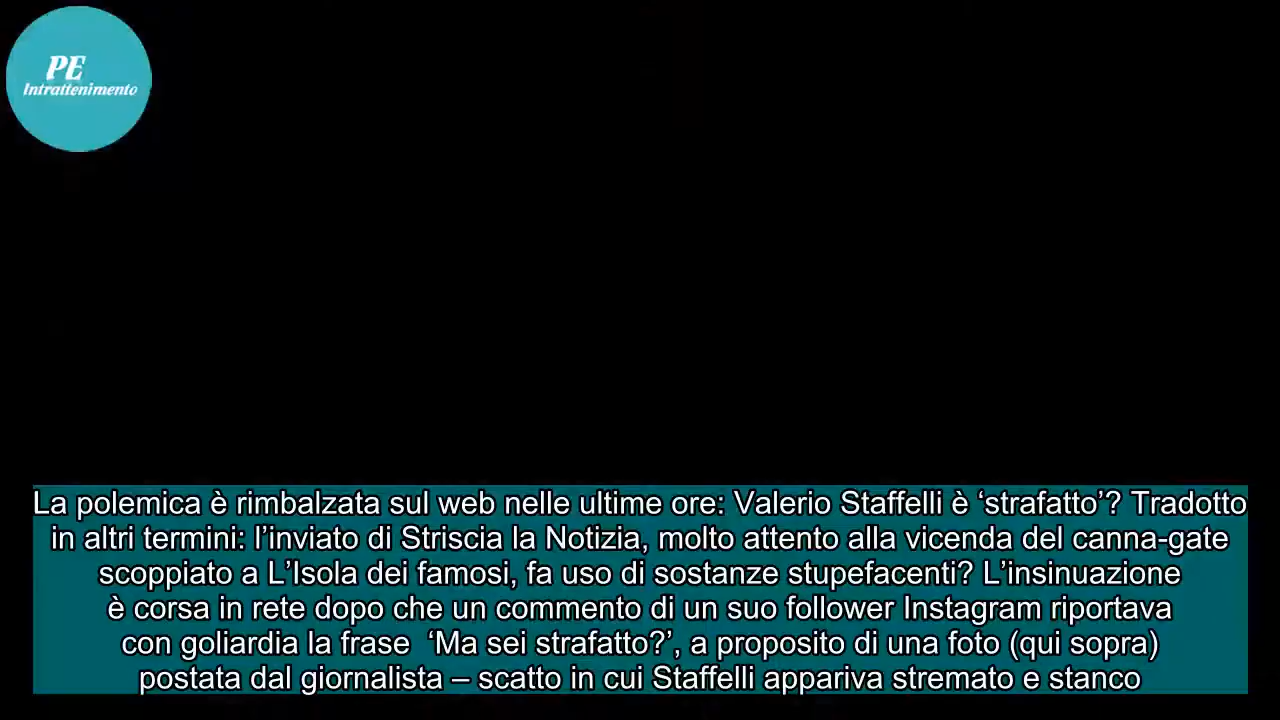 PE
Intrattenimento
La polemica è rimbalzata sul web nelle ultime ore: Valerio Staffelli è ‘strafatto’? Tradotto
in altri termini: l’inviato di Striscia la Notizia, molto attento alla vicenda del canna-gate
scoppiato a L’Isola dei famosi, fa uso di sostanze stupefacenti? L’insinuazione
è corsa in rete dopo che un commento di un suo follower Instagram riportava
con goliardia la frase  ‘Ma sei strafatto?’, a proposito di una foto (qui sopra)
postata dal giornalista – scatto in cui Staffelli appariva stremato e stanco